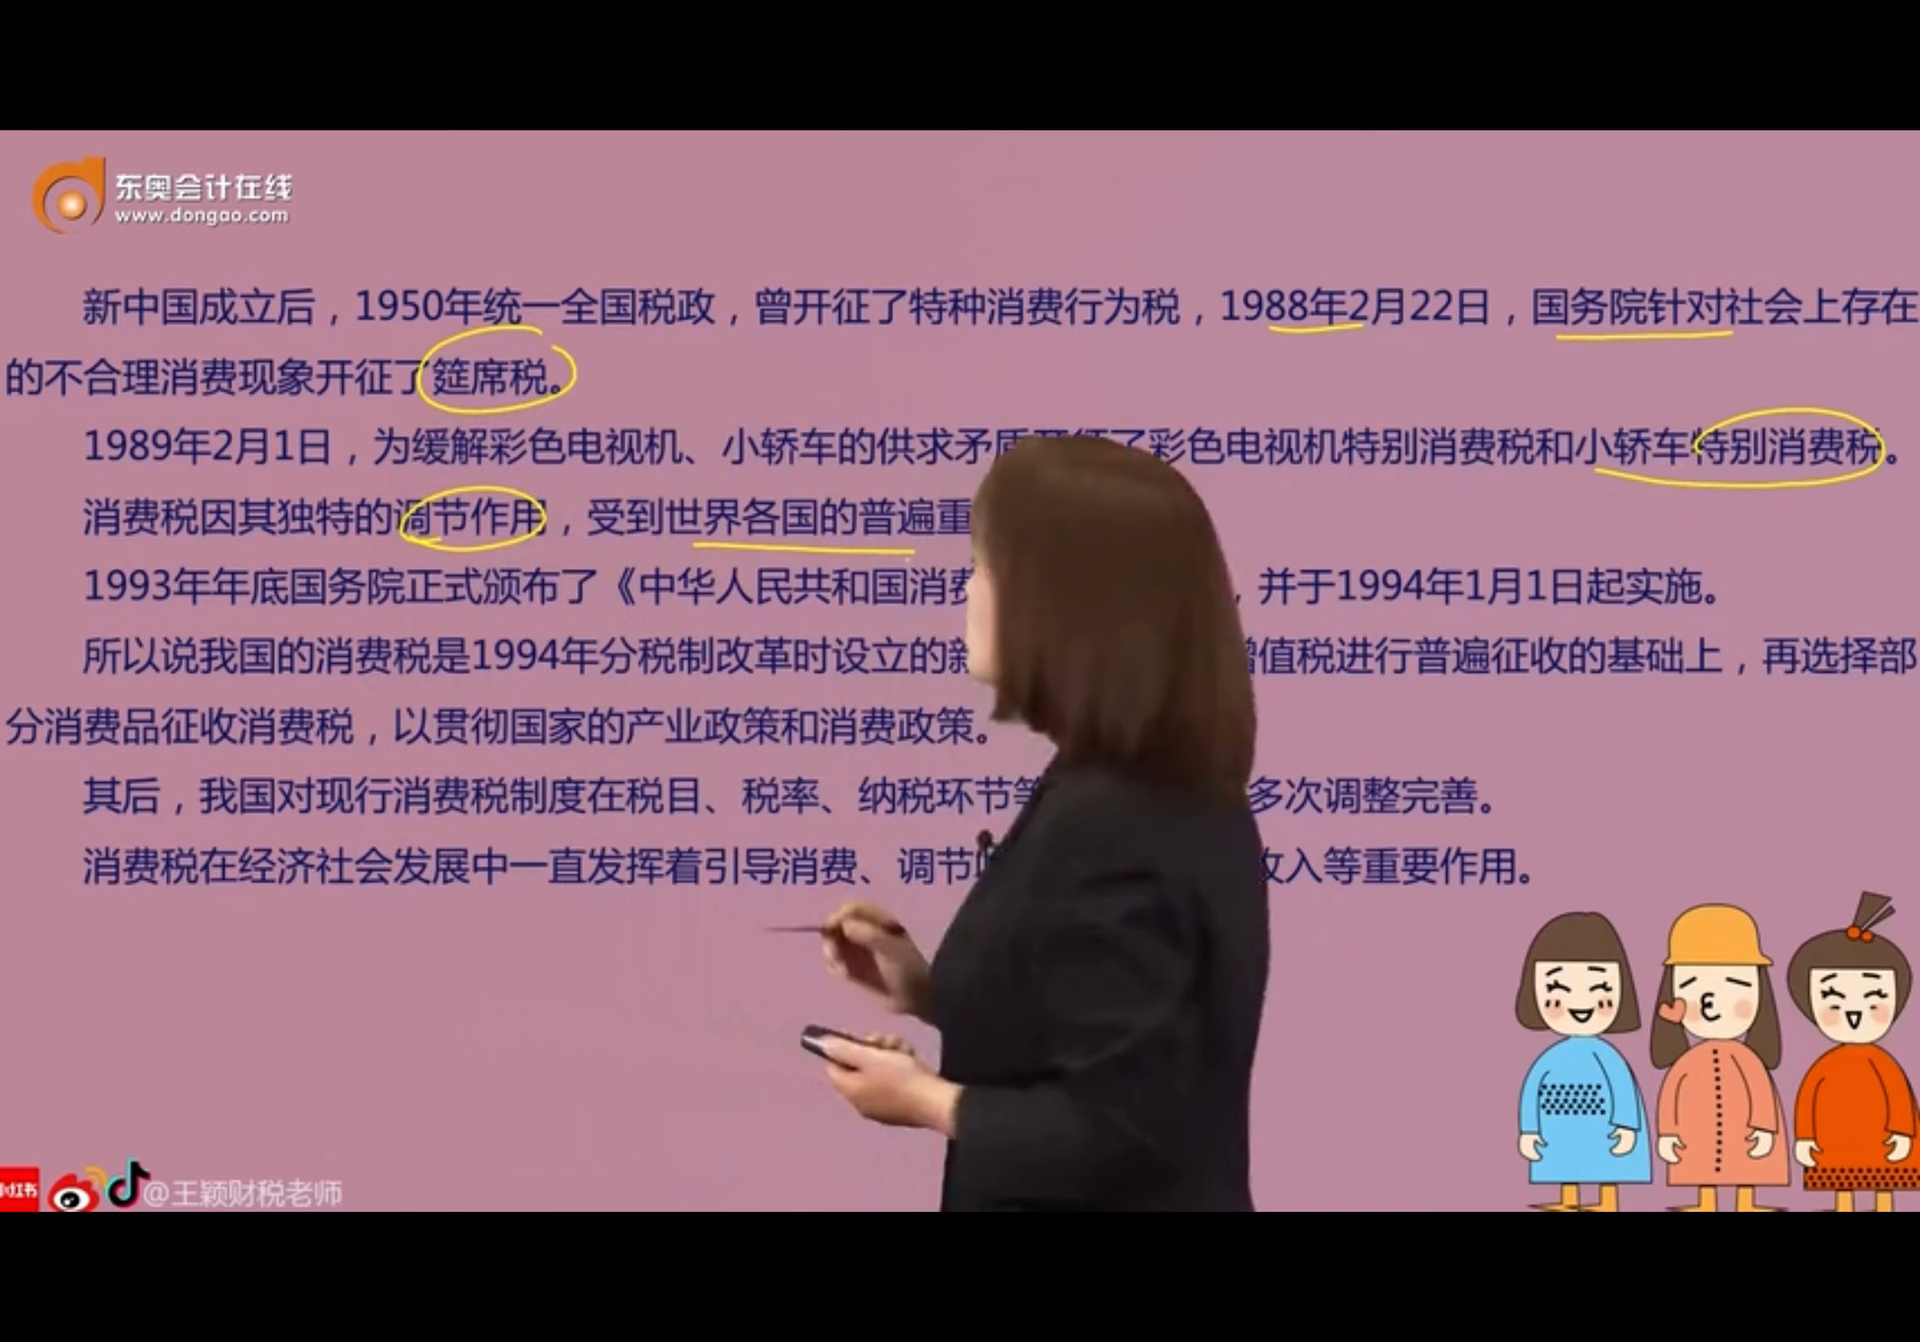 东奥会计在线
www.dongao.com
新中国成立后，1950年统一全国税政，曾开征了特种消费行为税，1988年2月22日，国务院针对社会上存在
的不合理消费现象开征了筵席税。
1989年2月1日，为缓解彩色电视机、小轿车的供求矛盾开征了彩色电视机特别消费税和小轿车特别消费税。
消费税因其独特的调节作用，受到世界各国的普遍重
1993年年底国务院正式颁布了《中华人民共和国消费，并于1994年1月1日起实施。
所以说我国的消费税是1994年分税制改革时设立的新增值税进行普遍征收的基础上，再选择部
分消费品征收消费税，以贯彻国家的产业政策和消费政策。
其后，我国对现行消费税制度在税目、税率、纳税环节等多次调整完善。
消费税在经济社会发展中一直发挥着引导消费、调节收入等重要作用。
小红书 @王颖财税老师